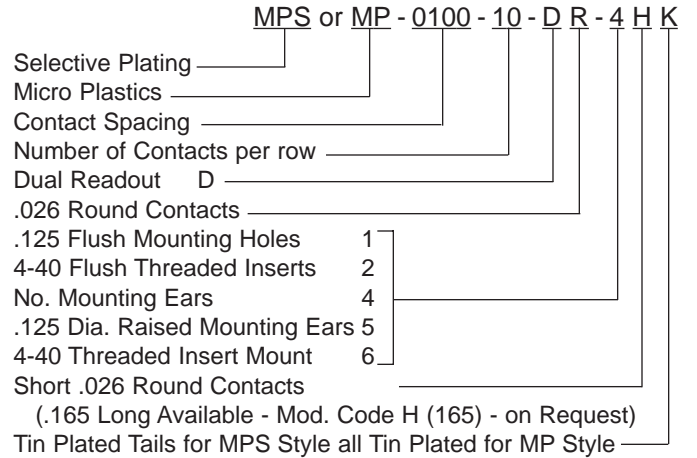 MPS or MP - 0100 - 10 - D R - 4 H K
Selective Plating
Micro Plastics
Contact Spacing
Number of Contacts per row
Dual Readout D
.026 Round Contacts
.125 Flush Mounting Holes 1
4-40 Flush Threaded Inserts 2
No. Mounting Ears 4
.125 Dia. Raised Mounting Ears 5
4-40 Threaded Insert Mount 6
Short .026 Round Contacts
(.165 Long Available - Mod. Code H (165) - on Request)
Tin Plated Tails for MPS Style all Tin Plated for MP Style